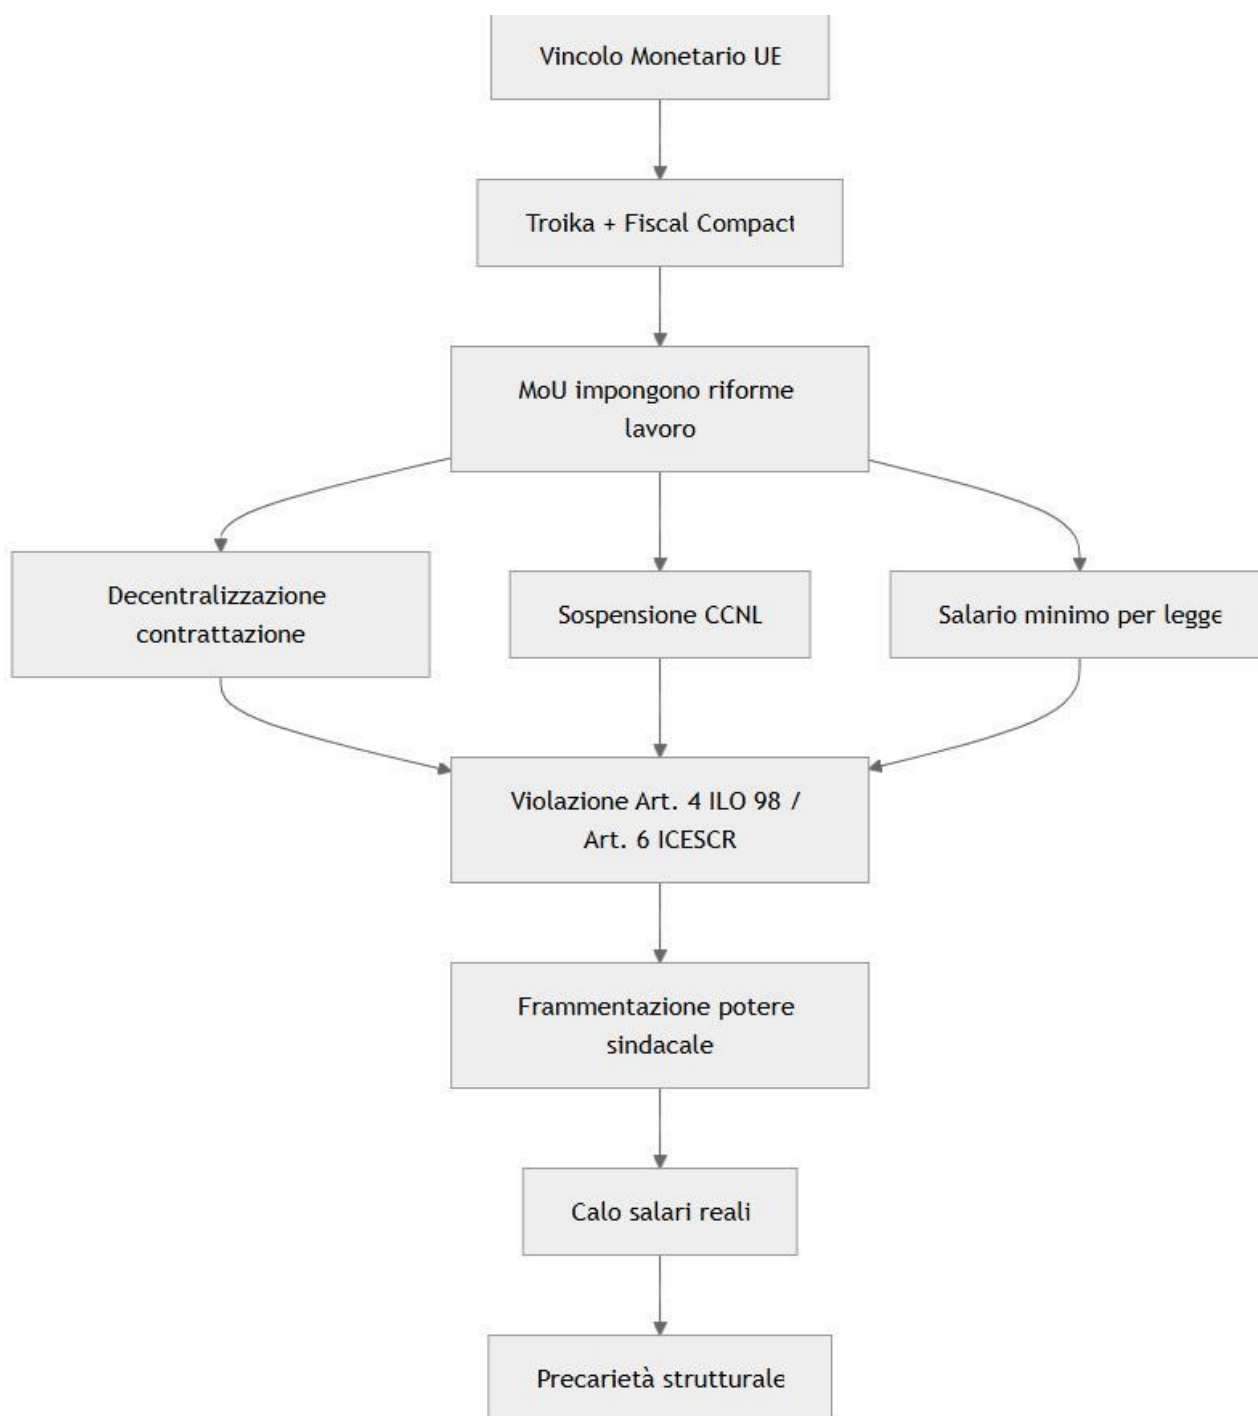 Vincolo Monetario UE
Troika + Fiscal Compact
MoU impongono riforme
lavoro
Decentralizzazione
contrattazione
Sospensione CCNL
Salario minimo per legge
Violazione Art. 4 ILO 98 /
Art. 6 ICESCR
Frammentazione potere
sindacale
Calo salari reali
Precarietà strutturale